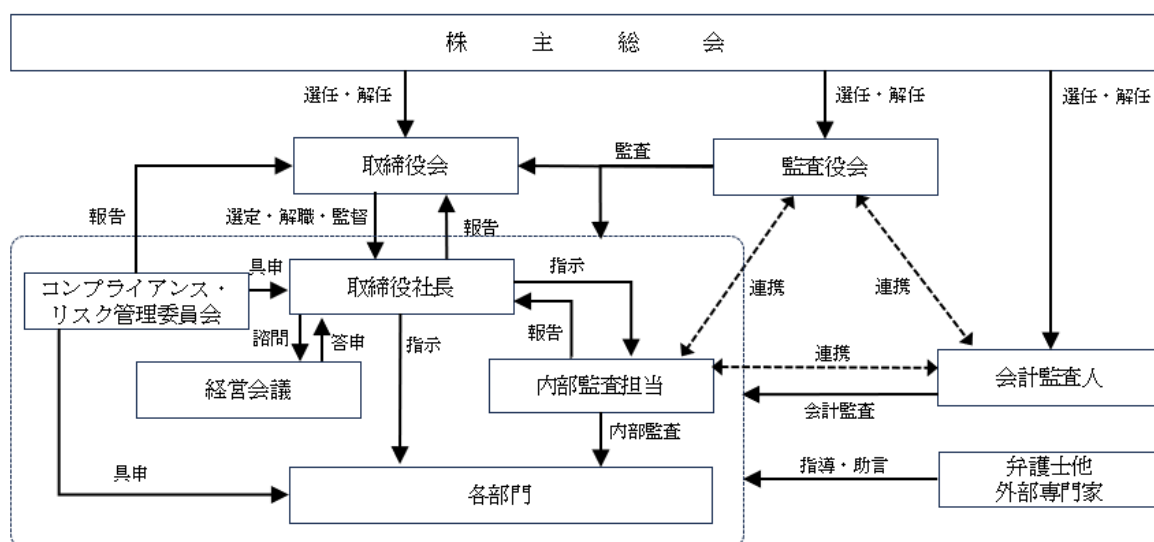 株主総会
選任・解任
選任・解任
選任・解任
取締役会
監査
監査役会
報告
選定・解職・監督
報告
具申
コンプライアンス・
リスク管理委員会
取締役社長
指示
連携
連携
諮問
答申
指示
報告
経営会議
内部監査担当
連携
会計監査人
会計監査
内部監査
具申
各部門
指導・助言
弁護士他
外部専門家